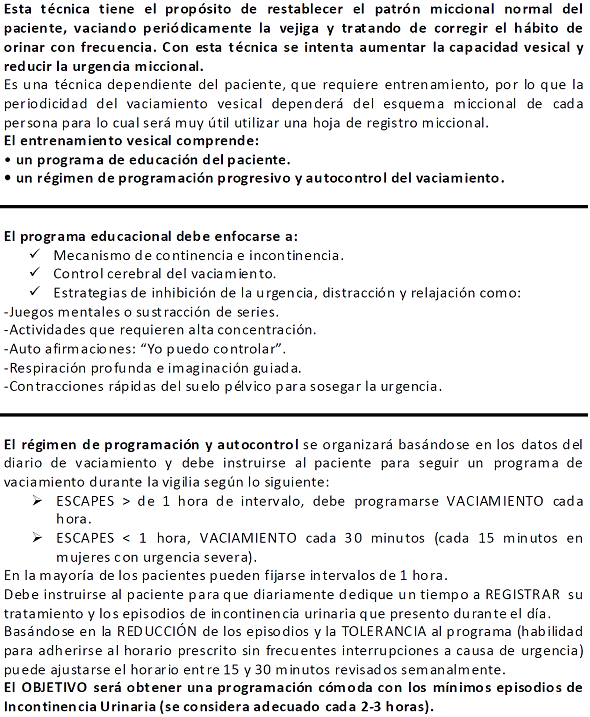 Esta técnica tiene el propósito de restablecer el patrón miccional normal del
paciente, vaciando periódicamente la vejiga y tratando de corregir el hábito de
orinar con frecuencia. Con esta técnica se intenta aumentar la capacidad vesical y
reducir la urgencia miccional.
Es una técnica dependiente del paciente, que requiere entrenamiento, por lo que la
periodicidad del vaciamiento vesical dependerá del esquema miccional de cada
persona para lo cual será muy útil utilizar una hoja de registro miccional.
El entrenamiento vesical comprende:
• un programa de educación del paciente.
• un régimen de programación progresivo y autocontrol del vaciamiento.
El programa educacional debe enfocarse a:
✓ Mecanismo de continencia e incontinencia.
✓ Control cerebral del vaciamiento.
✓ Estrategias de inhibición de la urgencia, distracción y relajación como:
-Juegos mentales o sustracción de series.
-Actividades que requieren alta concentración.
-Auto afirmaciones: “Yo puedo controlar”.
-Respiración profunda e imaginación guiada.
-Contracciones rápidas del suelo pélvico para sosegar la urgencia.
El régimen de programación y autocontrol se organizará basándose en los datos del
diario de vaciamiento y debe instruirse al paciente para seguir un programa de
vaciamiento durante la vigilia según lo siguiente:
➢ ESCAPES > de 1 hora de intervalo, debe programarse VACIAMIENTO cada
hora.
➢ ESCAPES < 1 hora, VACIAMIENTO cada 30 minutos (cada 15 minutos en
mujeres con urgencia severa).
En la mayoría de los pacientes pueden fijarse intervalos de 1 hora.
Debe instruirse al paciente para que diariamente dedique un tiempo a REGISTRAR su
tratamiento y los episodios de incontinencia urinaria que presento durante el día.
Basándose en la REDUCCIÓN de los episodios y la TOLERANCIA al programa (habilidad
para adherirse al horario prescrito sin frecuentes interrupciones a causa de urgencia)
puede ajustarse el horario entre 15 y 30 minutos revisados semanalmente.
El OBJETIVO será obtener una programación cómoda con los mínimos episodios de
Incontinencia Urinaria (se considera adecuado cada 2-3 horas).